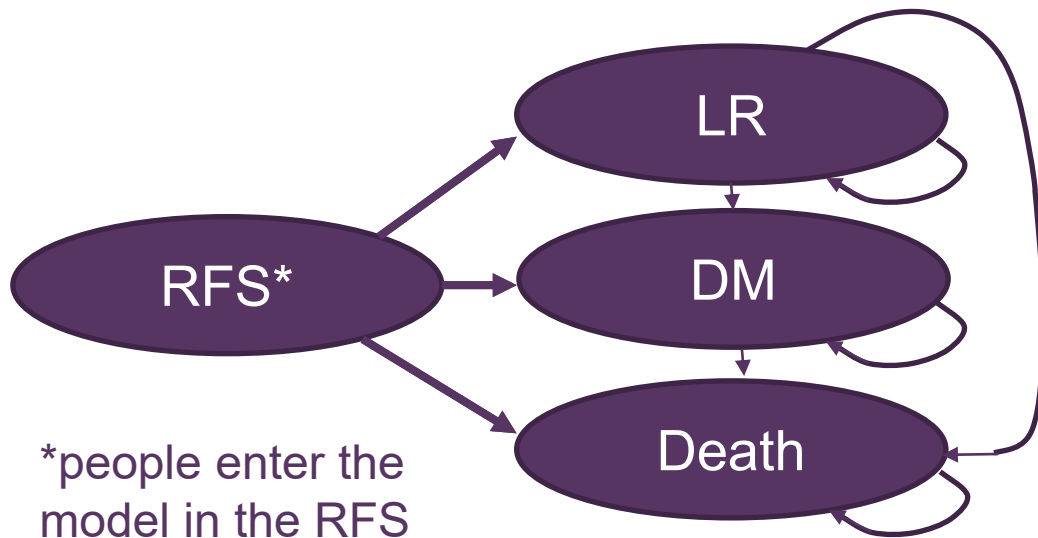 LR
RFS*
DM
Death
*people enter the
model in the RFS